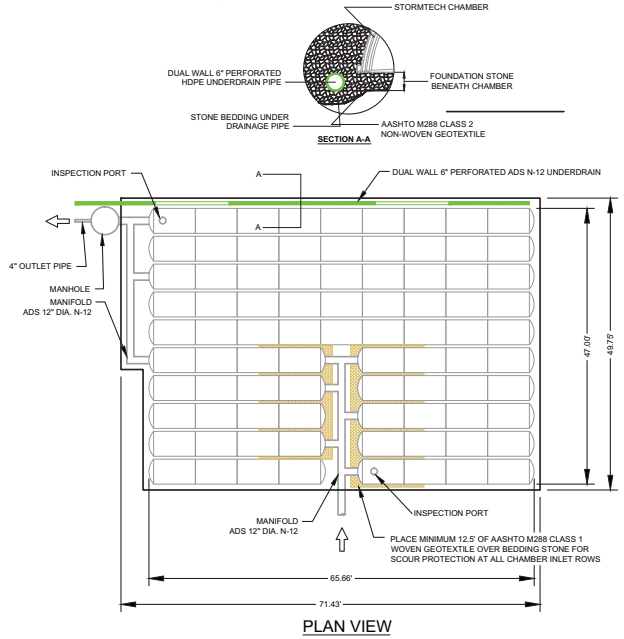 STORMTECH CHAMBER
DUAL WALL 6" PERFORATED
HDPE UNDERDRAIN PIPE
FOUNDATION STONE
BENEATH CHAMBER
STONE BEDDING UNDER
DRAINAGE PIPE
AASHTO M288 CLASS 2
NON-WOVEN GEOTEXTILE
SECTION A-A
INSPECTION PORT
A
DUAL WALL 6" PERFORATED ADS N-12 UNDERDRAIN
A
4" OUTLET PIPE
MANHOLE
MANIFOLD
ADS 12" DIA. N-12
47.00'
49.75'
INSPECTION PORT
MANIFOLD
ADS 12" DIA. N-12
PLACE MINIMUM 12.5' OF AASHTO M288 CLASS 1
WOVEN GEOTEXTILE OVER BEDDING STONE FOR
SCOUR PROTECTION AT ALL CHAMBER INLET ROWS
65.66'
71.43'
PLAN VIEW